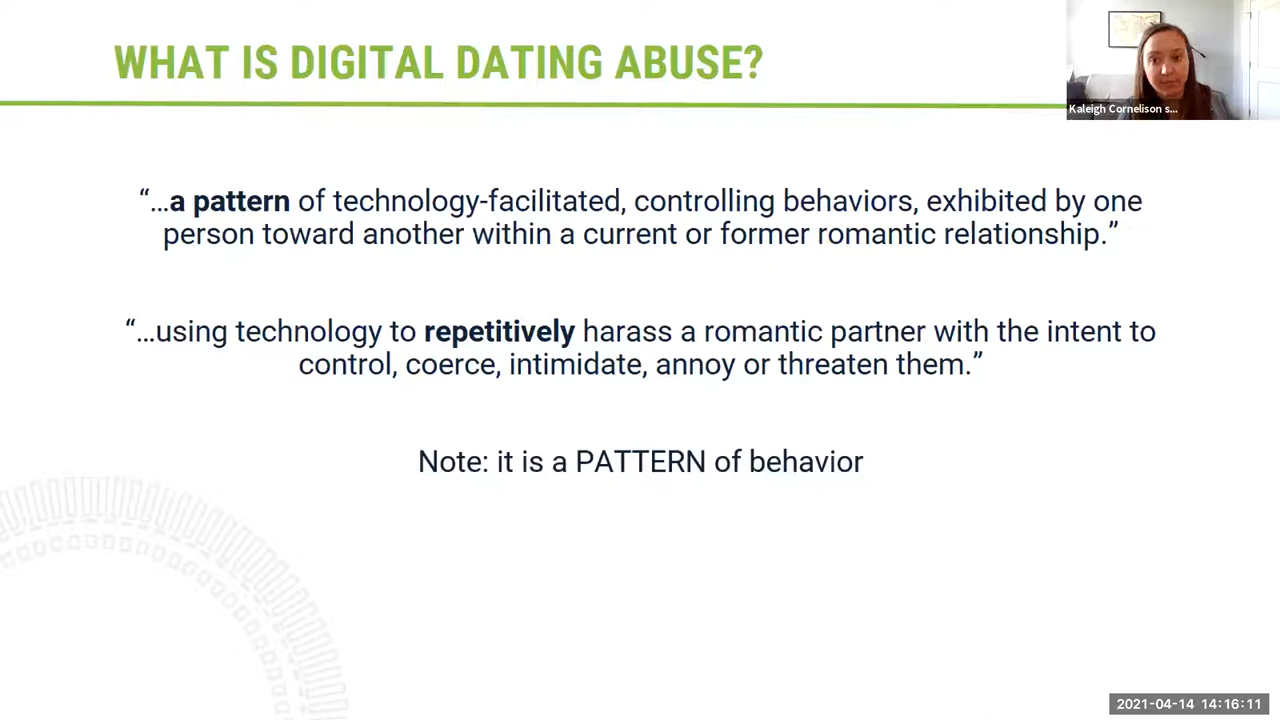 WHAT IS DIGITAL DATING ABUSE?
Kaleigh Cornelison s...
“…a pattern of technology-facilitated, controlling behaviors, exhibited by one
person toward another within a current or former romantic relationship.”
“…using technology to repetitively harass a romantic partner with the intent to
control, coerce, intimidate, annoy or threaten them.”
Note: it is a PATTERN of behavior
2021-04-14 14:16:11